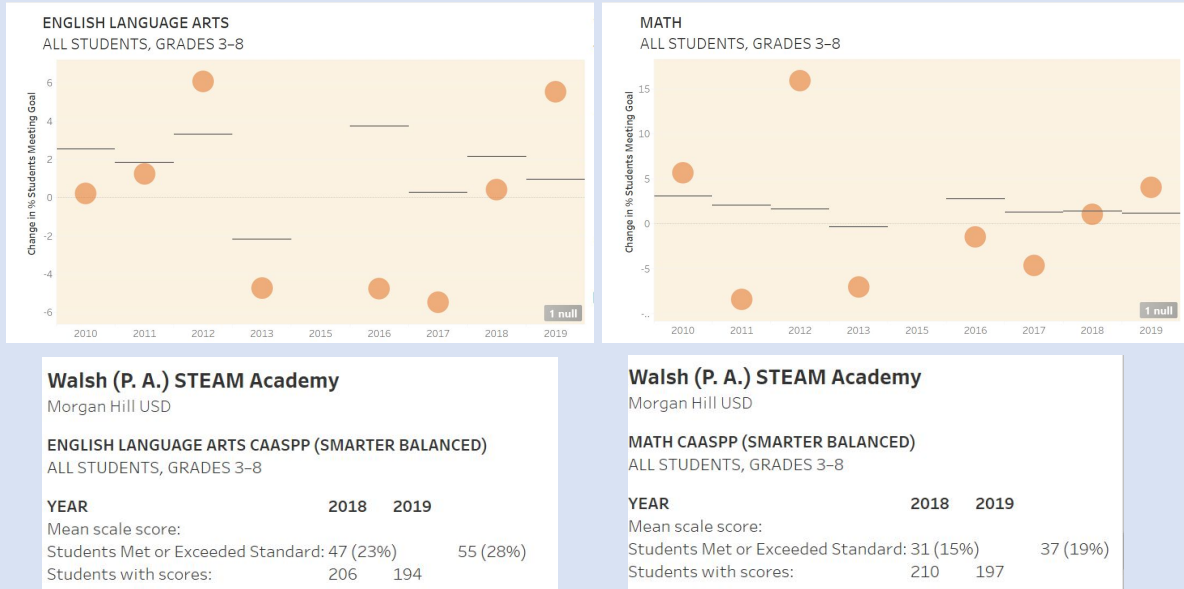 ENGLISH LANGUAGE ARTS
ALL STUDENTS, GRADES 3–8
Change in % Students Meeting Goal
6
4
2
0
-2
-4
-6
1 null
2010 2011 2012 2013 2015 2016 2017 2018 2019
MATH
ALL STUDENTS, GRADES 3–8
Change in % Students Meeting Goal
15
10
5
0
-5
-..
1 null
2010 2011 2012 2013 2015 2016 2017 2018 2019
Walsh (P. A.) STEAM Academy
Morgan Hill USD
ENGLISH LANGUAGE ARTS CAASPP (SMARTER BALANCED)
ALL STUDENTS, GRADES 3–8
YEAR 2018 2019
Mean scale score:
Students Met or Exceeded Standard: 47 (23%) 55 (28%)
Students with scores: 206 194
Walsh (P. A.) STEAM Academy
Morgan Hill USD
MATH CAASPP (SMARTER BALANCED)
ALL STUDENTS, GRADES 3–8
YEAR 2018 2019
Mean scale score:
Students Met or Exceeded Standard: 31 (15%) 37 (19%)
Students with scores: 210 197